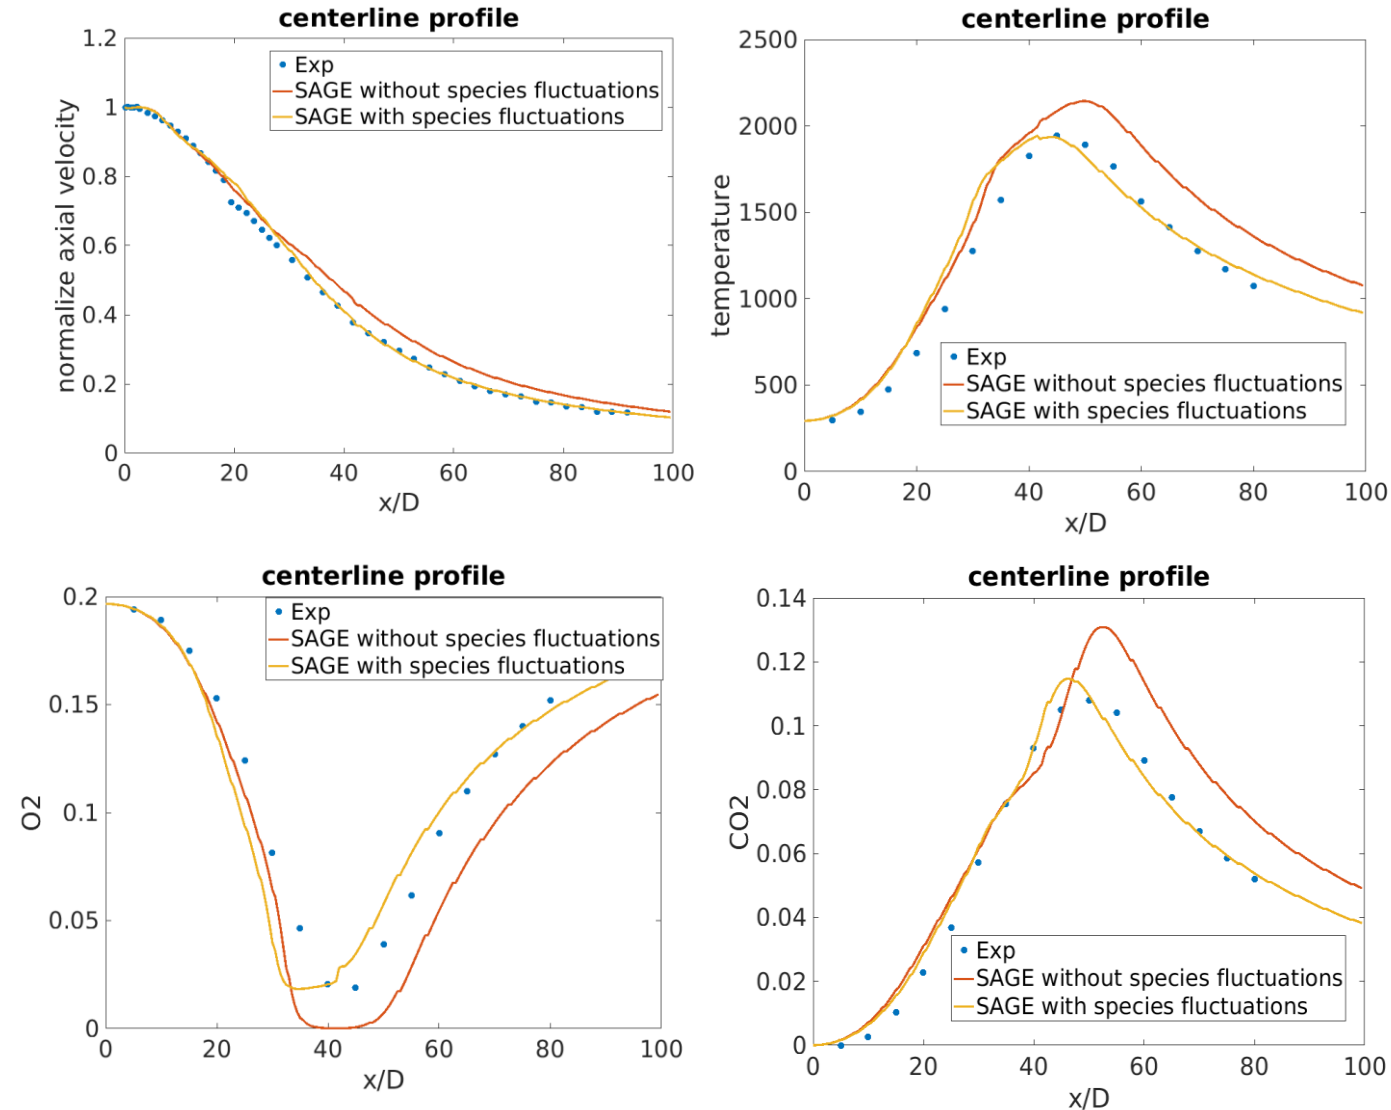 centerline profile
1.2
1
0.8
0.6
0.4
0.2
0
normalize axial velocity
Exp
SAGE without species fluctuations
SAGE with species fluctuations
0 20 40 60 80 100
x/D
centerline profile
2500
2000
1500
1000
500
0
temperature
Exp
SAGE without species fluctuations
SAGE with species fluctuations
0 20 40 60 80 100
x/D
centerline profile
0.2
0.15
0.1
0.05
0
O2
Exp
SAGE without species fluctuations
SAGE with species fluctuations
0 20 40 60 80 100
x/D
centerline profile
0.14
0.12
0.1
0.08
0.06
0.04
0.02
0
CO2
Exp
SAGE without species fluctuations
SAGE with species fluctuations
0 20 40 60 80 100
x/D